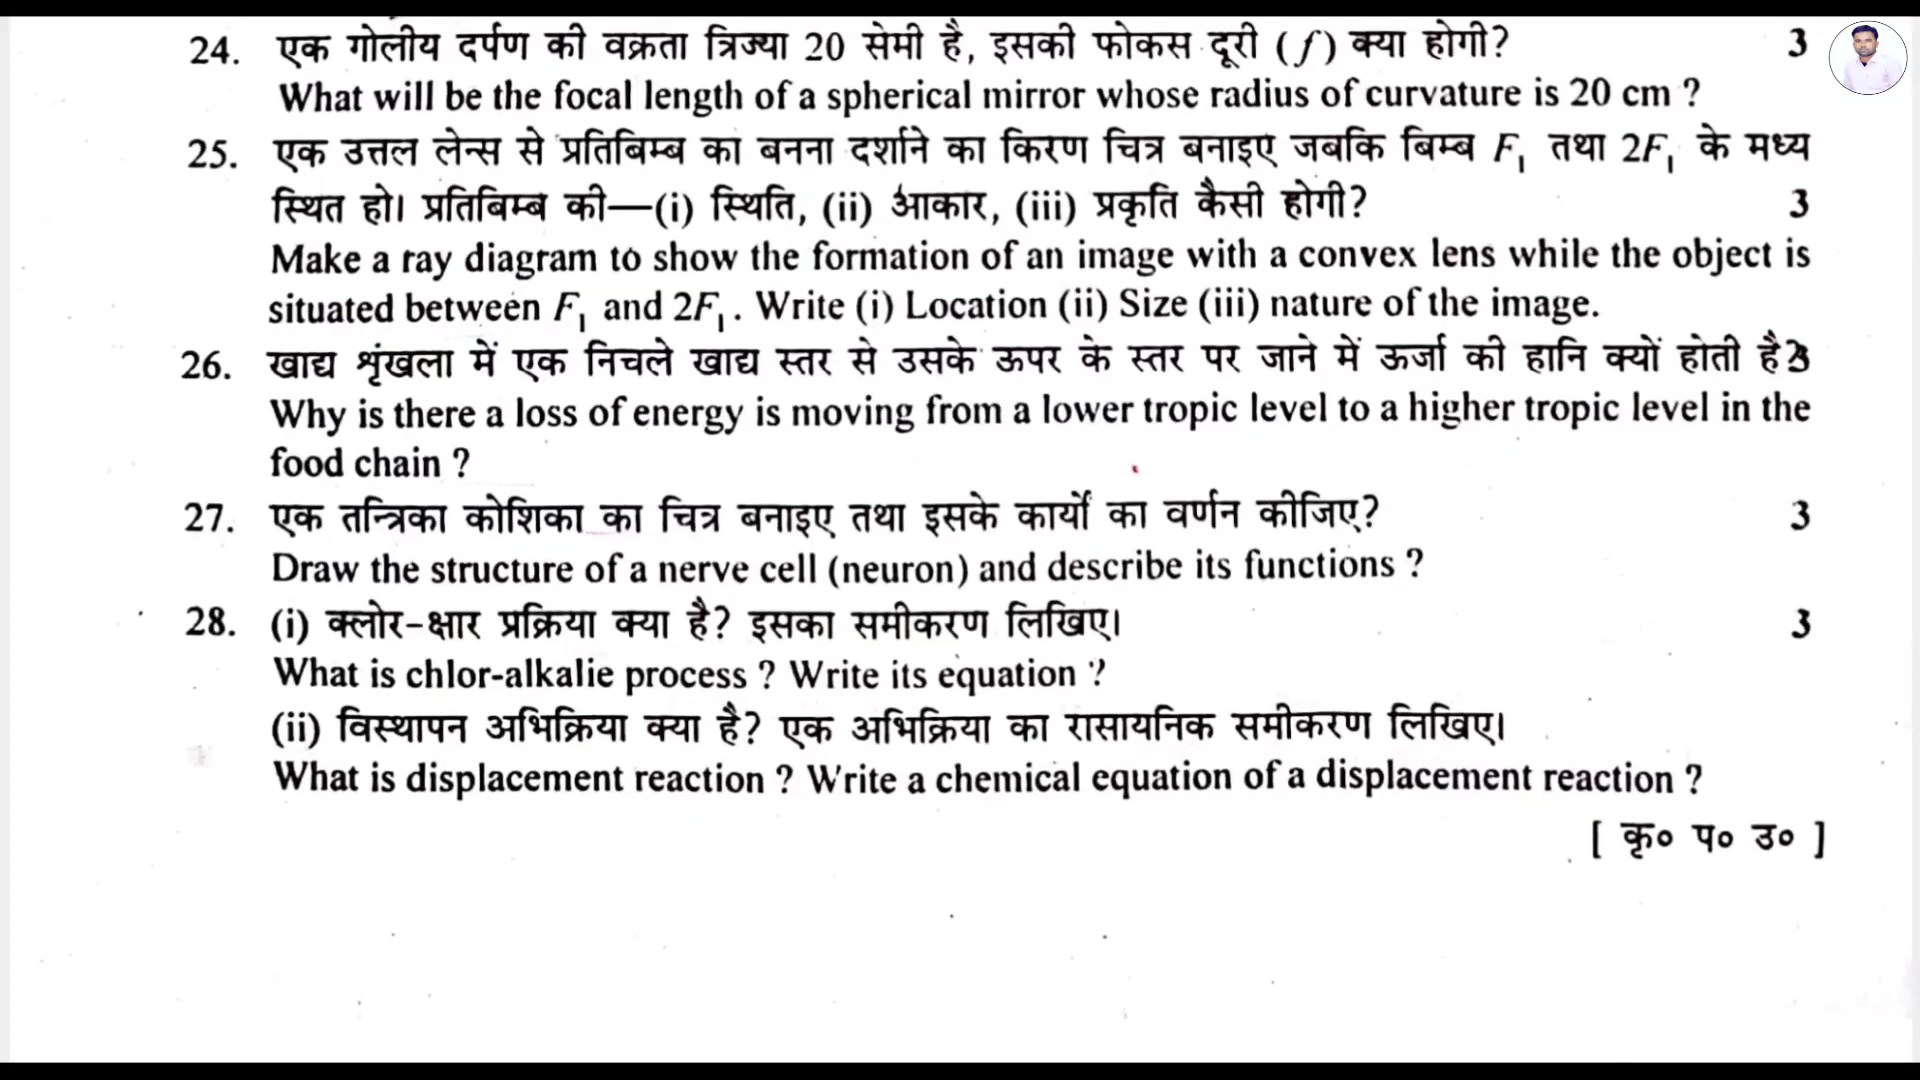 24. एक गोलीय दर्पण की वक्रता त्रिज्या 20 सेमी है, इसकी फोकस दूरी (f) क्या होगी? 3
What will be the focal length of a spherical mirror whose radius of curvature is 20 cm ?
25. एक उत्तल लेन्स से प्रतिबिम्ब का बनना दर्शाने का किरण चित्र बनाइए जबकि बिम्ब F₁ तथा 2F₁ के मध्य
स्थित हो। प्रतिबिम्ब की—(i) स्थिति, (ii) आकार, (iii) प्रकृति कैसी होगी? 3
Make a ray diagram to show the formation of an image with a convex lens while the object is
situated between F₁ and 2F₁. Write (i) Location (ii) Size (iii) nature of the image.
26. खाद्य श्रृंखला में एक निचले खाद्य स्तर से उसके ऊपर के स्तर पर जाने में ऊर्जा की हानि क्यों होती है? 3
Why is there a loss of energy is moving from a lower tropic level to a higher tropic level in the
food chain ?
27. एक तन्त्रिका कोशिका का चित्र बनाइए तथा इसके कार्यों का वर्णन कीजिए? 3
Draw the structure of a nerve cell (neuron) and describe its functions ?
28. (i) क्लोर-क्षार प्रक्रिया क्या है? इसका समीकरण लिखिए। 3
What is chlor-alkalie process ? Write its equation ?
(ii) विस्थापन अभिक्रिया क्या है? एक अभिक्रिया का रासायनिक समीकरण लिखिए।
What is displacement reaction ? Write a chemical equation of a displacement reaction ?
[ कृ० प० उ० ]